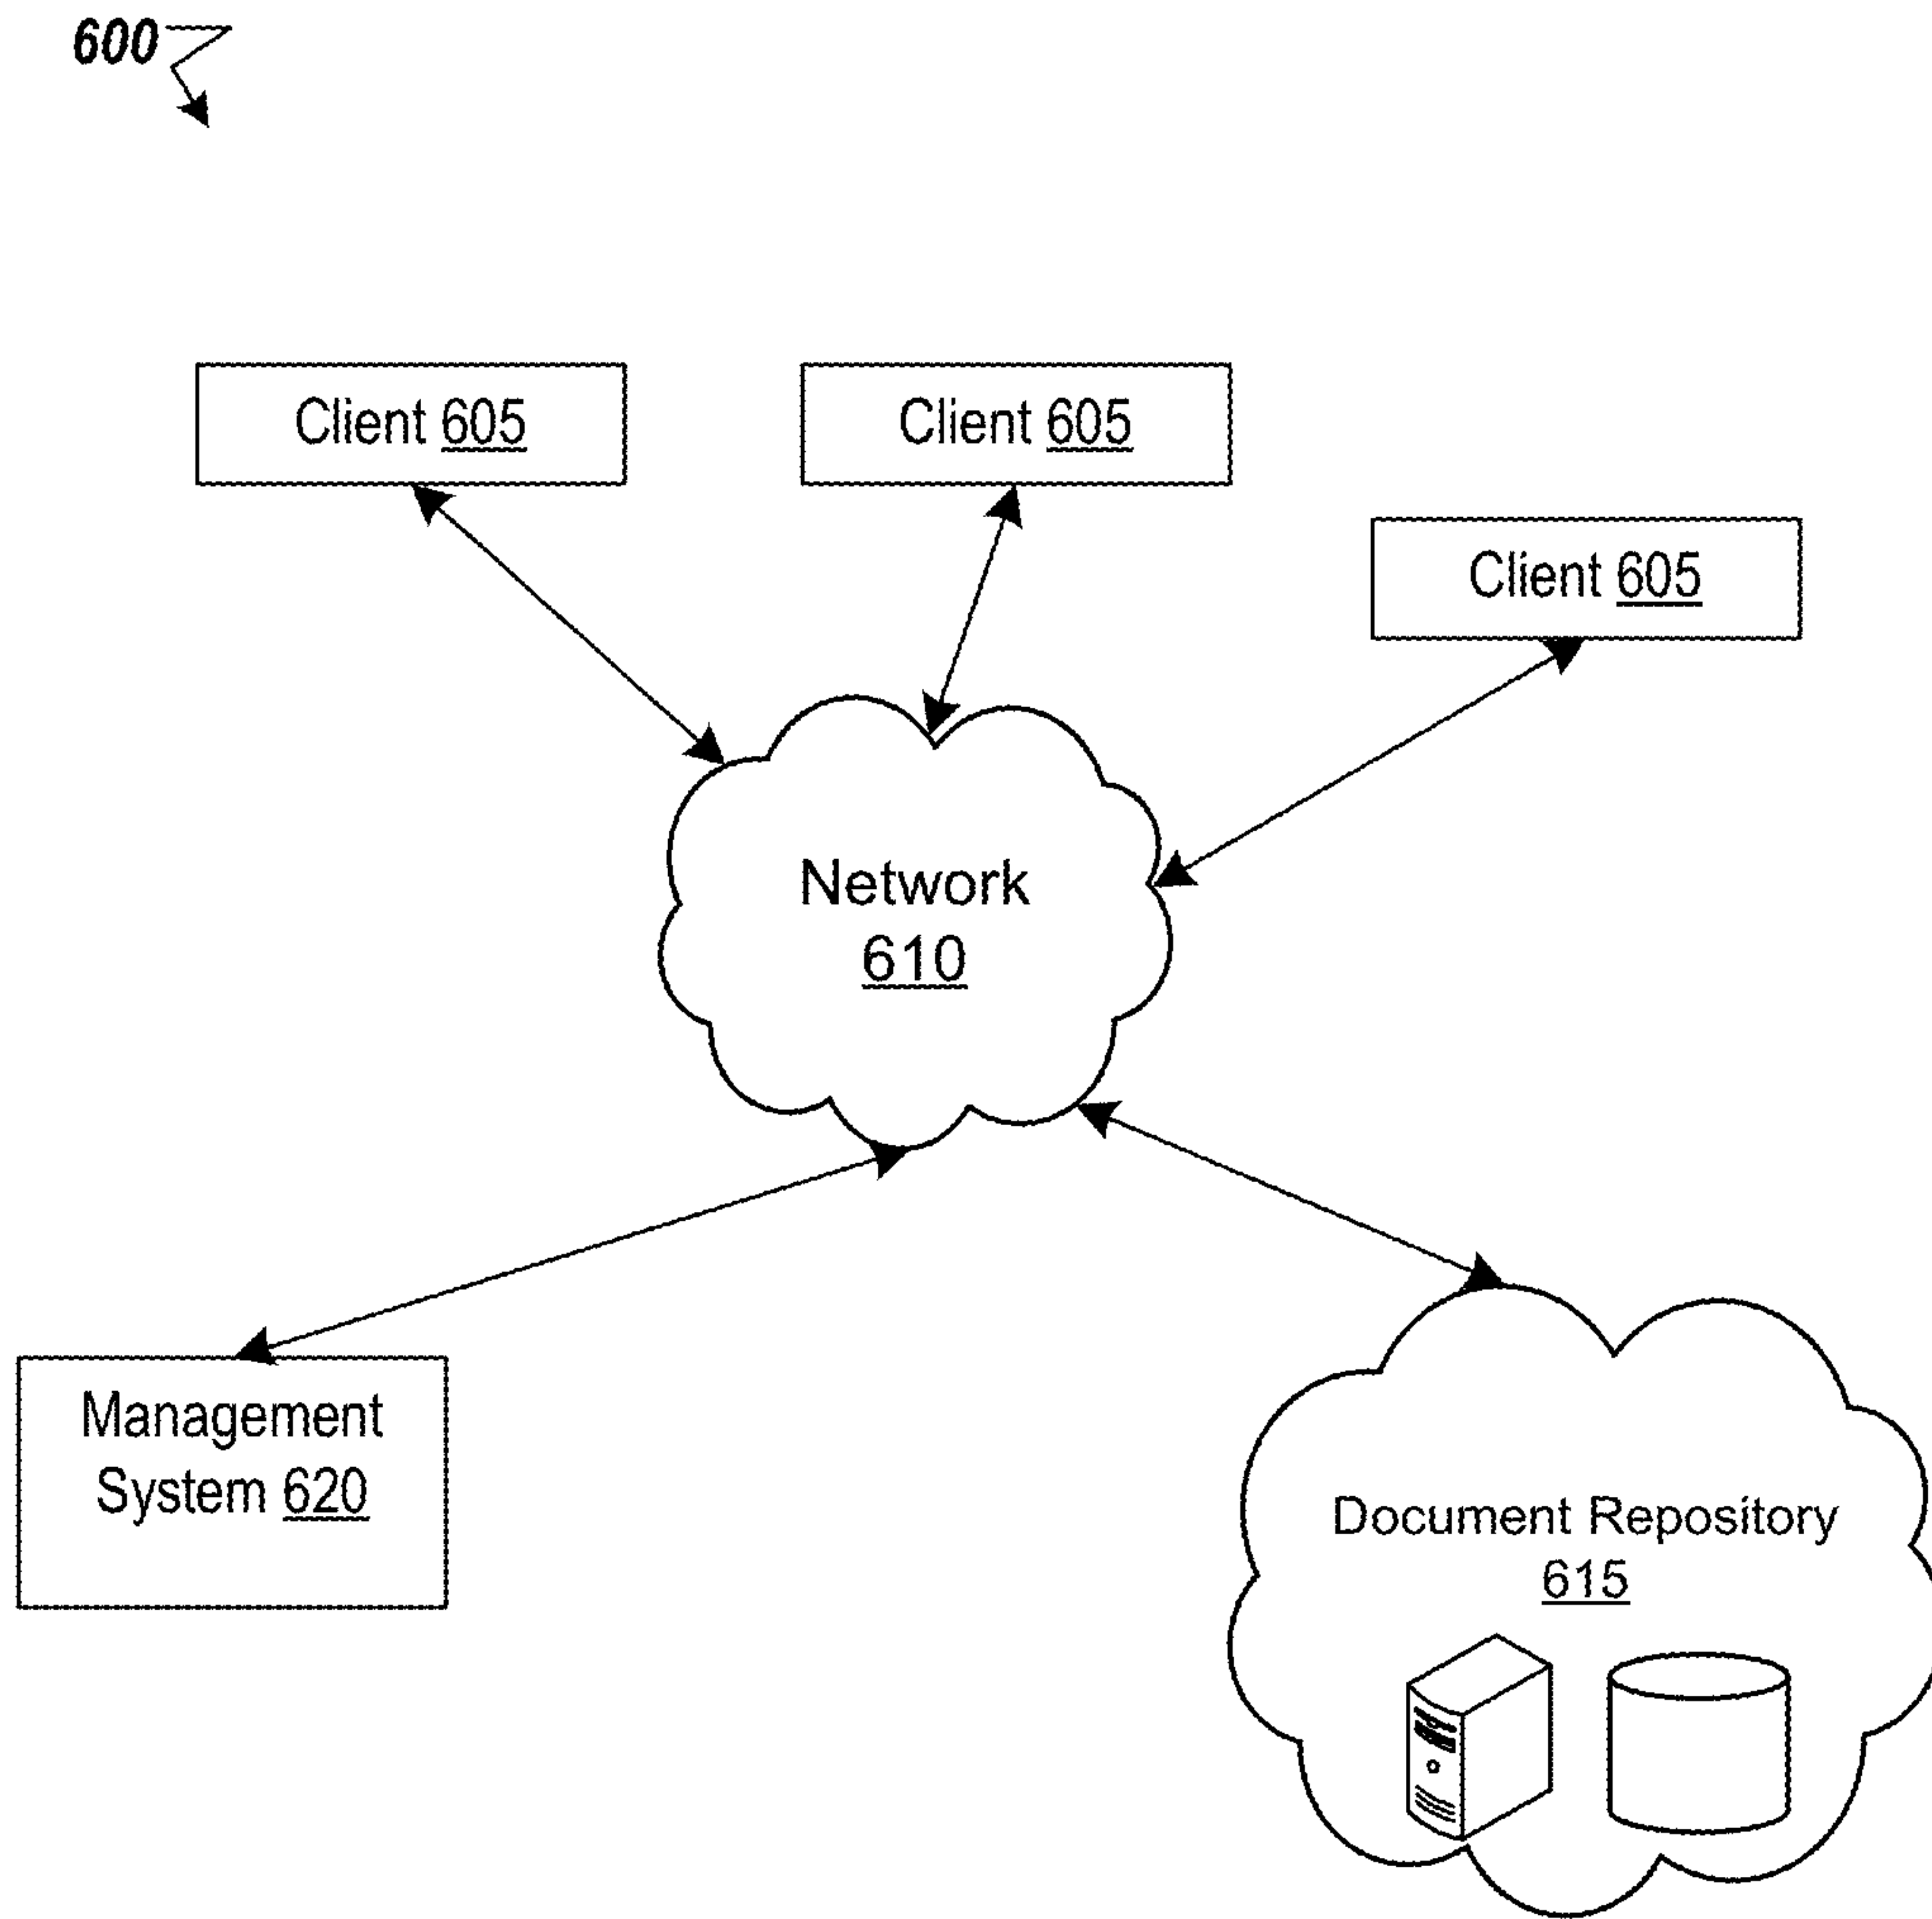 600
Client 605
Client 605
Client 605
Network
610
Management
System 620
Document Repository
615